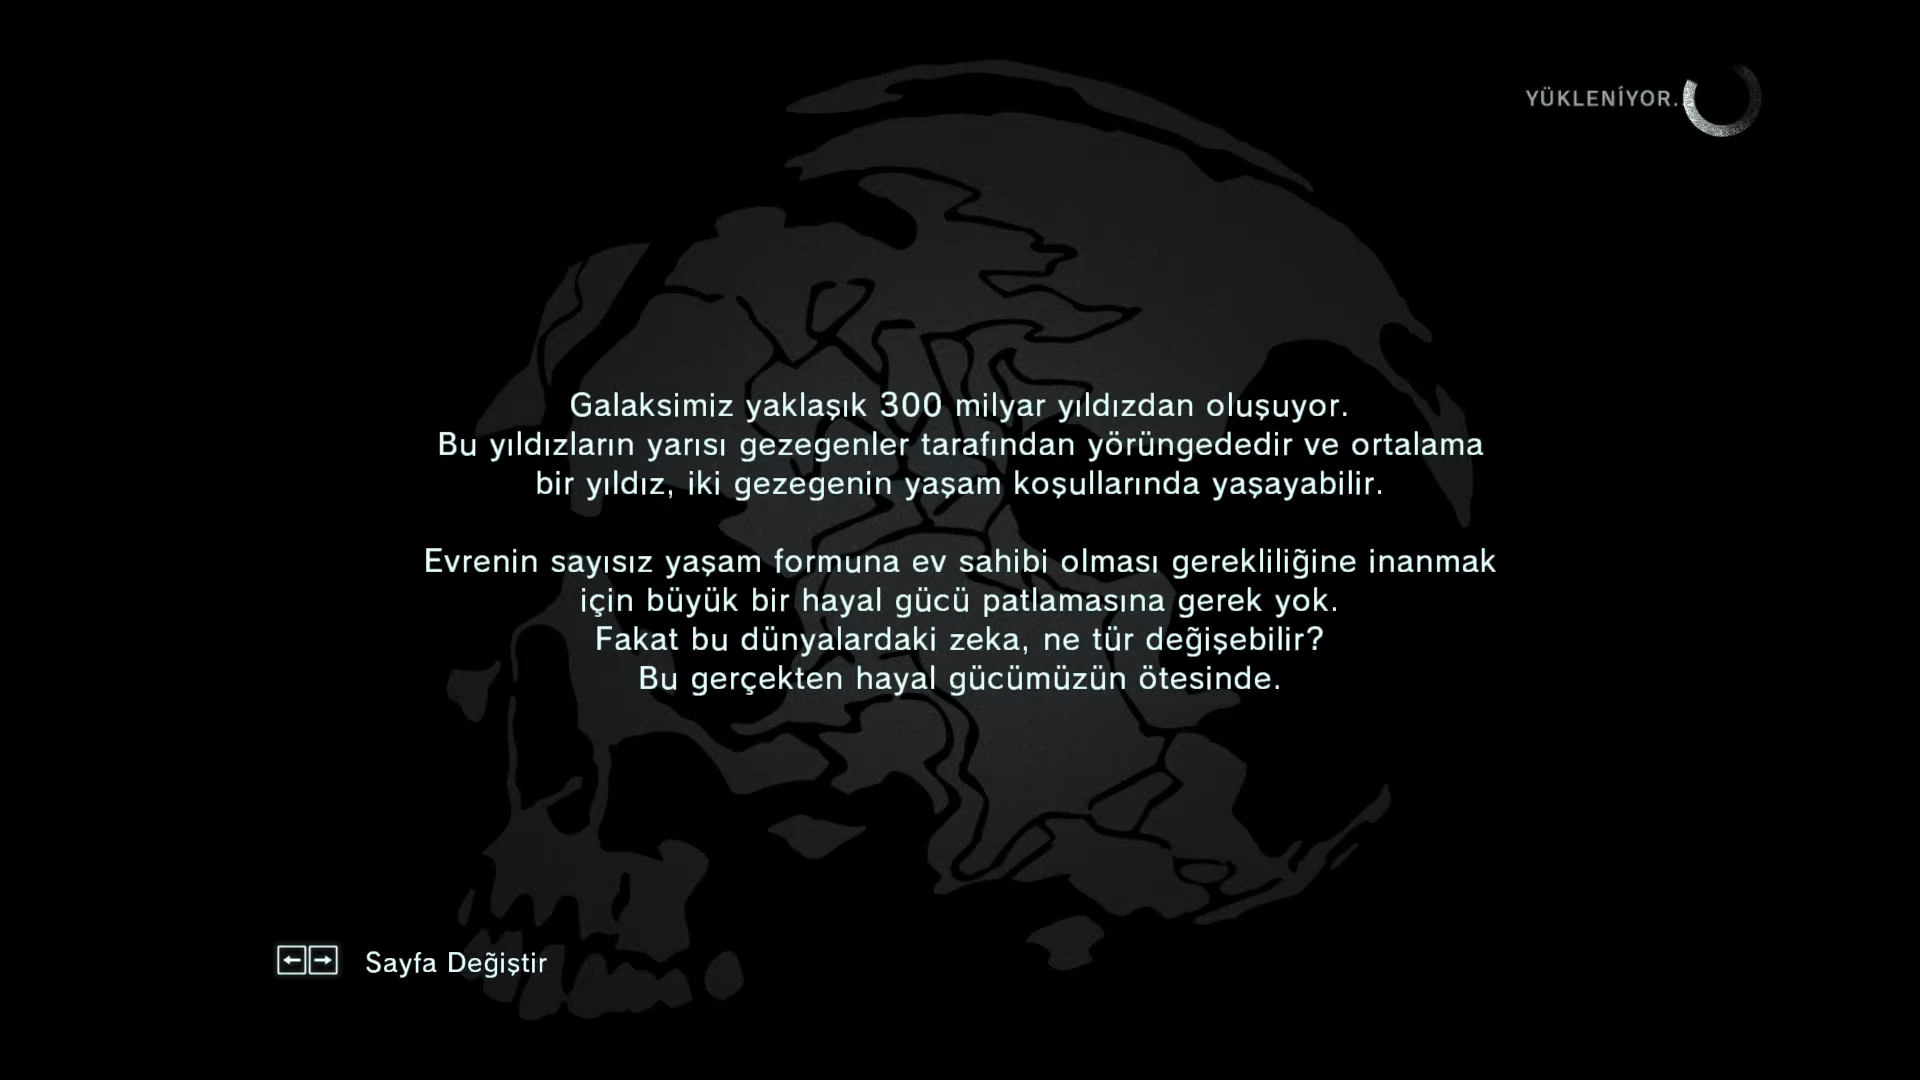 YÜKLENİYOR..
Galaksimiz yaklaşık 300 milyar yıldızdan oluşuyor.
Bu yıldızların yarısı gezegenler tarafından yörüngededir ve ortalama
bir yıldız, iki gezegenin yaşam koşullarında yaşayabilir.
Evrenin sayısız yaşam formuna ev sahibi olması gerekliliğine inanmak
için büyük bir hayal gücü patlamasına gerek yok.
Fakat bu dünyalardaki zeka, ne tür değişebilir?
Bu gerçekten hayal gücümüzün ötesinde.
Sayfa Değiştir